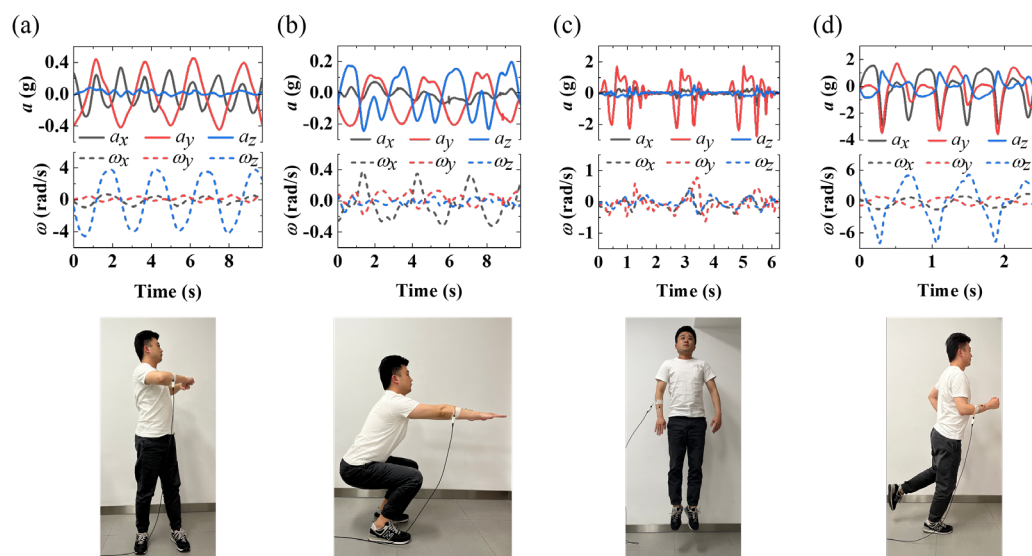 (a)
0.4
0.0
-0.4
a (g)
ax ay az
ωx ωy ωz
4
0
-4
ω (rad/s)
0 2 4 6 8
Time (s)
(b)
0.2
0.0
-0.2
a (g)
ax ay az
ωx ωy ωz
0.4
0.0
-0.4
ω (rad/s)
0 2 4 6 8
Time (s)
(c)
2
0
-2
a (g)
ax ay az
ωx ωy ωz
1
0
-1
ω (rad/s)
0 1 2 3 4 5 6
Time (s)
(d)
2
0
-2
-4
a (g)
ax ay az
ωx ωy ωz
6
0
-6
ω (rad/s)
0 1 2
Time (s)